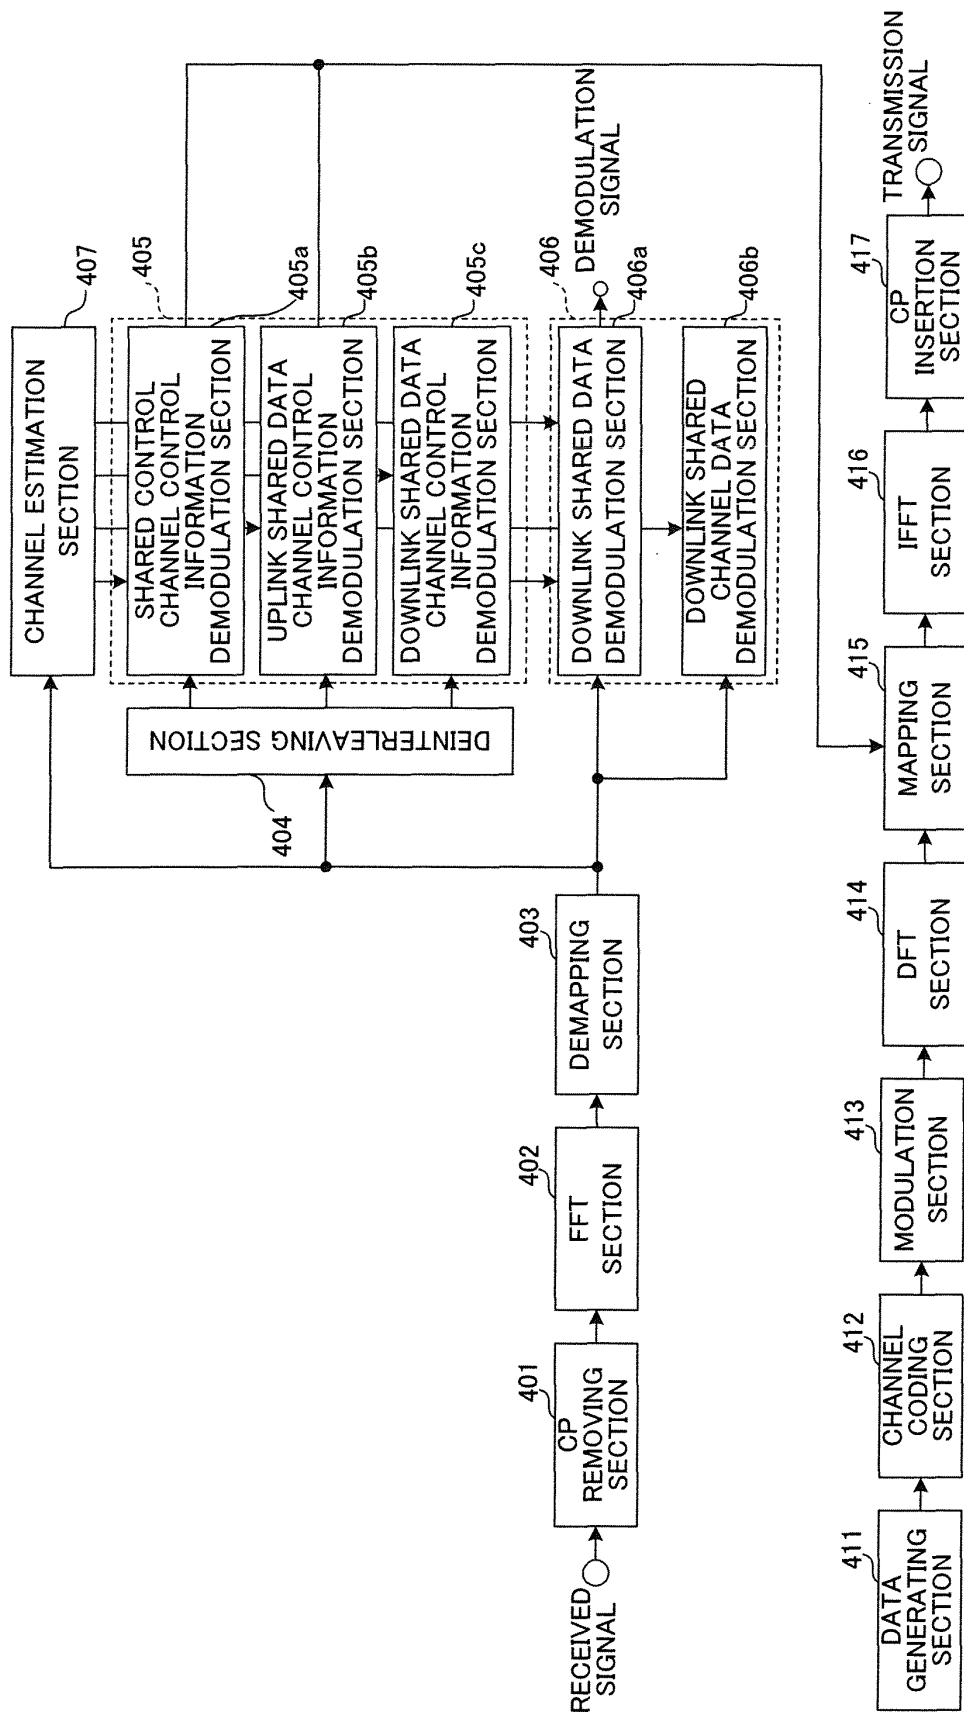 RECEIVED
SIGNAL
401
CP
REMOVING
SECTION
402
FFT
SECTION
403
DEMAPPING
SECTION
404
DEINTERLEAVING SECTION
407
CHANNEL ESTIMATION
SECTION
405
SHARED CONTROL
CHANNEL CONTROL
INFORMATION
DEMODULATION SECTION
405a
UPLINK SHARED DATA
CHANNEL CONTROL
INFORMATION
DEMODULATION SECTION
405b
DOWNLINK SHARED DATA
CHANNEL CONTROL
INFORMATION
DEMODULATION SECTION
405c
406
DOWNLINK SHARED DATA
DEMODULATION SECTION
406a
DEMODULATION
SIGNAL
DOWNLINK SHARED
CHANNEL DATA
DEMODULATION SECTION
406b
411
DATA
GENERATING
SECTION
412
CHANNEL
CODING
SECTION
413
MODULATION
SECTION
414
DFT
SECTION
415
MAPPING
SECTION
416
IFFT
SECTION
417
CP
INSERTION
SECTION
TRANSMISSION
SIGNAL